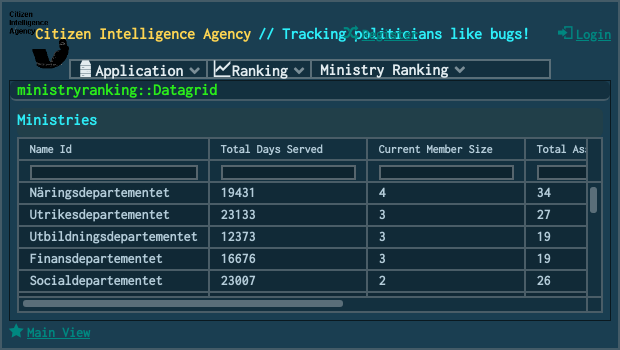 Citizen
Intelligence
Agency
Citizen Intelligence Agency // Tracking politicians like bugs!
Register
Login
Application
Ranking
Ministry Ranking
ministryranking::Datagrid
Ministries
Name Id Total Days Served Current Member Size Total Ass
Näringsdepartementet 19431 4 34
Utrikesdepartementet 23133 3 27
Utbildningsdepartementet 12373 3 19
Finansdepartementet 16676 3 19
Socialdepartementet 23007 2 26
Main View